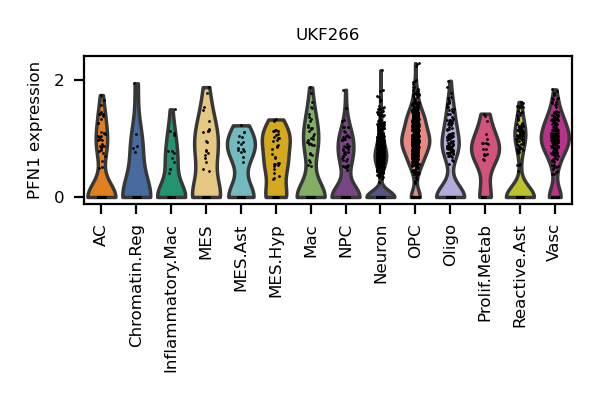 UKF266
PFN1 expression
2
0
AC
Chromatin.Reg
Inflammatory.Mac
MES
MES.Ast
MES.Hyp
Mac
NPC
Neuron
OPC
Oligo
Prolif.Metab
Reactive.Ast
Vasc